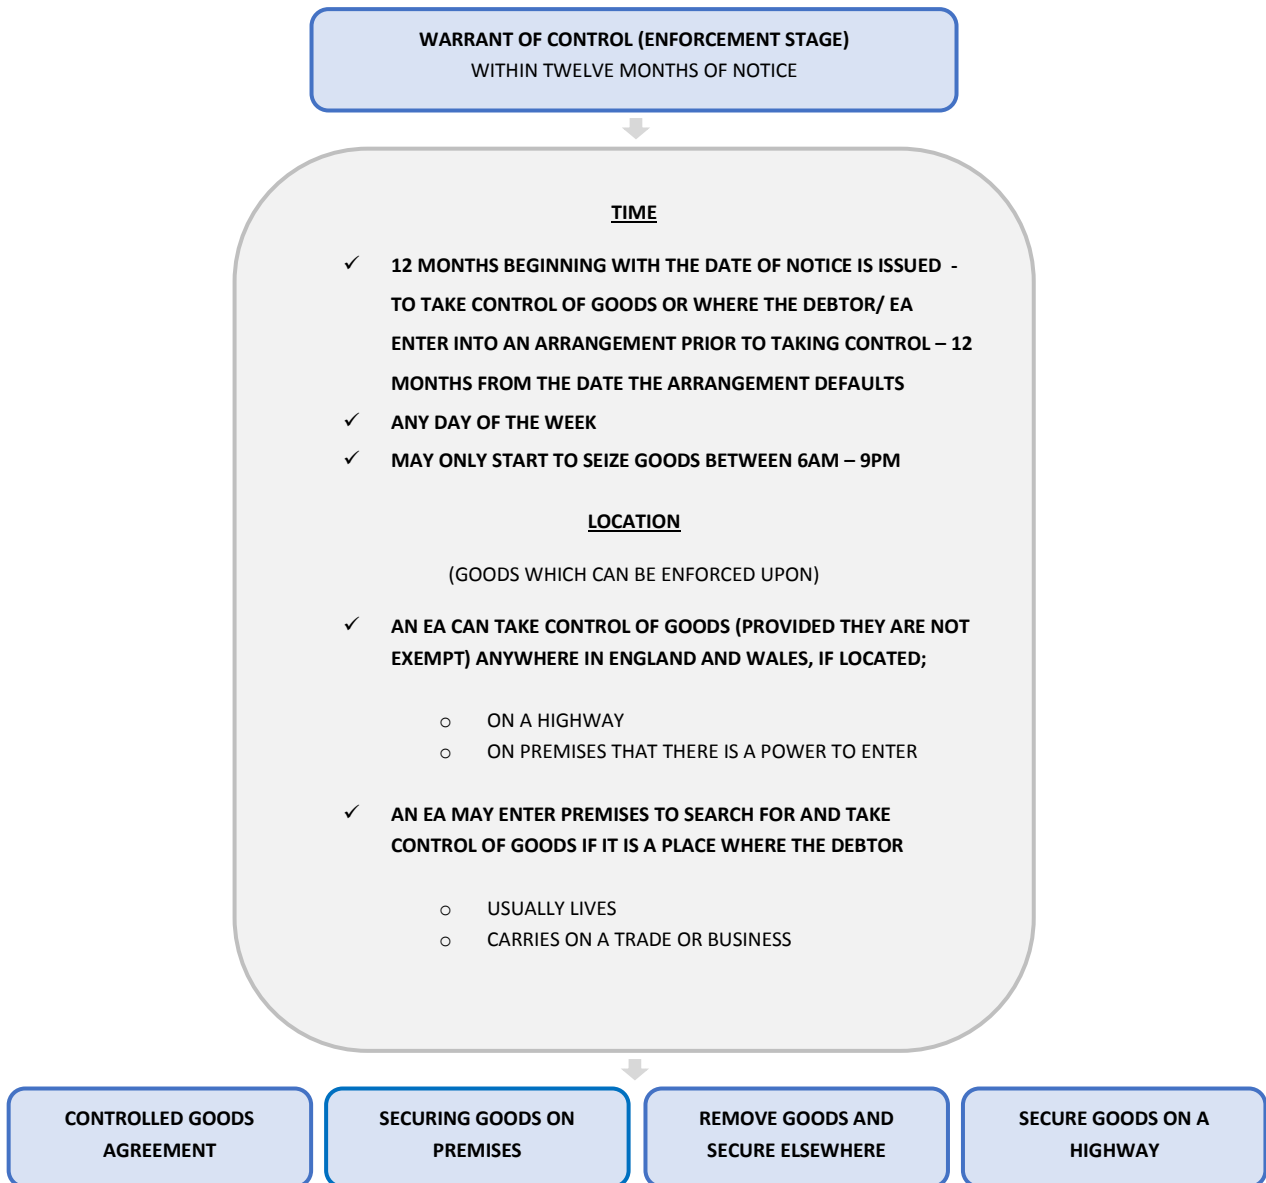 WARRANT OF CONTROL (ENFORCEMENT STAGE)
WITHIN TWELVE MONTHS OF NOTICE
TIME
✓ 12 MONTHS BEGINNING WITH THE DATE OF NOTICE IS ISSUED -
TO TAKE CONTROL OF GOODS OR WHERE THE DEBTOR/ EA
ENTER INTO AN ARRANGEMENT PRIOR TO TAKING CONTROL – 12
MONTHS FROM THE DATE THE ARRANGEMENT DEFAULTS
✓ ANY DAY OF THE WEEK
✓ MAY ONLY START TO SEIZE GOODS BETWEEN 6AM – 9PM
LOCATION
(GOODS WHICH CAN BE ENFORCED UPON)
✓ AN EA CAN TAKE CONTROL OF GOODS (PROVIDED THEY ARE NOT
EXEMPT) ANYWHERE IN ENGLAND AND WALES, IF LOCATED;
o ON A HIGHWAY
o ON PREMISES THAT THERE IS A POWER TO ENTER
✓ AN EA MAY ENTER PREMISES TO SEARCH FOR AND TAKE
CONTROL OF GOODS IF IT IS A PLACE WHERE THE DEBTOR
o USUALLY LIVES
o CARRIES ON A TRADE OR BUSINESS
CONTROLLED GOODS
AGREEMENT
SECURING GOODS ON
PREMISES
REMOVE GOODS AND
SECURE ELSEWHERE
SECURE GOODS ON A
HIGHWAY